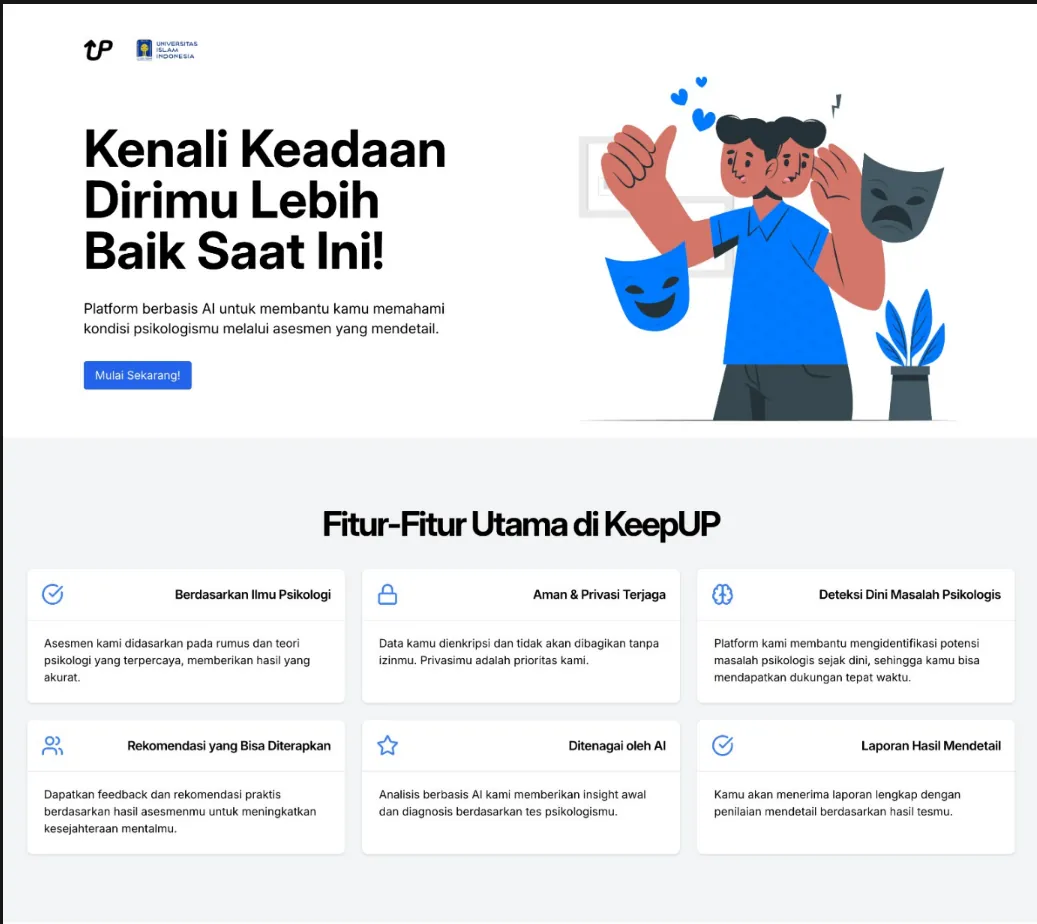 UP
UNIVERSITAS
ISLAM
INDONESIA
Kenali Keadaan
Dirimu Lebih
Baik Saat Ini!
Platform berbasis AI untuk membantu kamu memahami
kondisi psikologismu melalui asesmen yang mendetail.
Mulai Sekarang!
Fitur-Fitur Utama di KeepUP
Berdasarkan Ilmu Psikologi
Asesmen kami didasarkan pada rumus dan teori
psikologi yang terpercaya, memberikan hasil yang
akurat.
Aman & Privasi Terjaga
Data kamu dienkripsi dan tidak akan dibagikan tanpa
izinmu. Privasimu adalah prioritas kami.
Deteksi Dini Masalah Psikologis
Platform kami membantu mengidentifikasi potensi
masalah psikologis sejak dini, sehingga kamu bisa
mendapatkan dukungan tepat waktu.
Rekomendasi yang Bisa Diterapkan
Dapatkan feedback dan rekomendasi praktis
berdasarkan hasil asesmenmu untuk meningkatkan
kesejahteraan mentalmu.
Ditenagai oleh AI
Analisis berbasis AI kami memberikan insight awal
dan diagnosis berdasarkan tes psikologismu.
Laporan Hasil Mendetail
Kamu akan menerima laporan lengkap dengan
penilaian mendetail berdasarkan hasil tesmu.